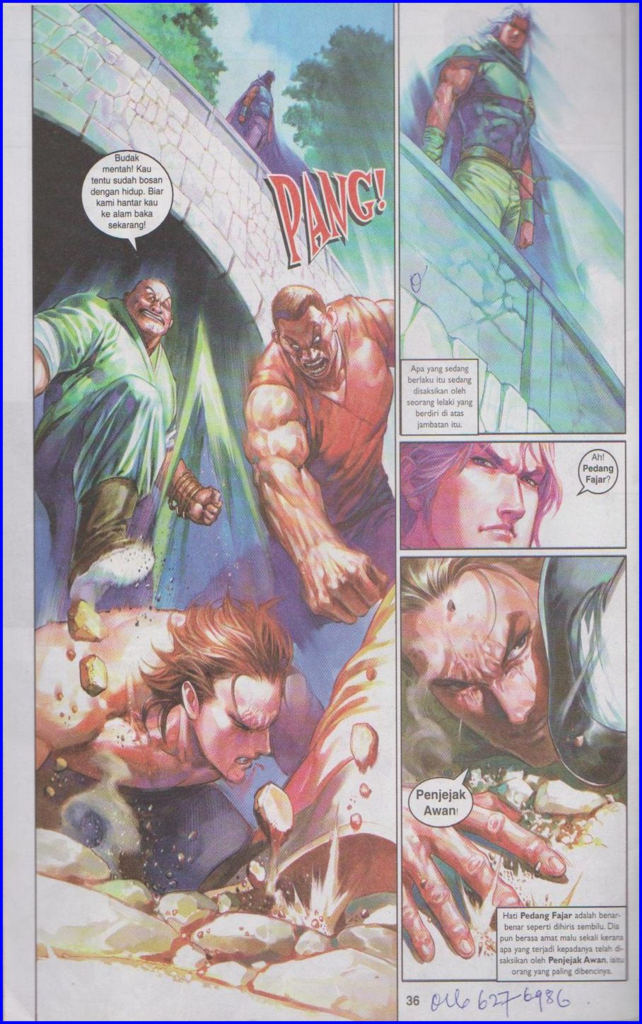 Budak
mentah! Kau
tentu sudah bosan
dengan hidup. Biar
kami hantar kau
ke alam baka
sekarang!
PANG!
Apa yang sedang
berlaku itu sedang
disaksikan oleh
seorang lelaki yang
berdiri di atas
jambatan itu.
Ah!
Pedang
Fajar?
Penjejak
Awan!
Hati Pedang Fajar adalah benar-
benar seperti dihiris sembilu. Dia
pun berasa amat malu sekali kerana
apa yang terjadi kepadanya telah di-
saksikan oleh Penjejak Awan, iaitu
orang yang paling dibencinya.
36
016 627 6986